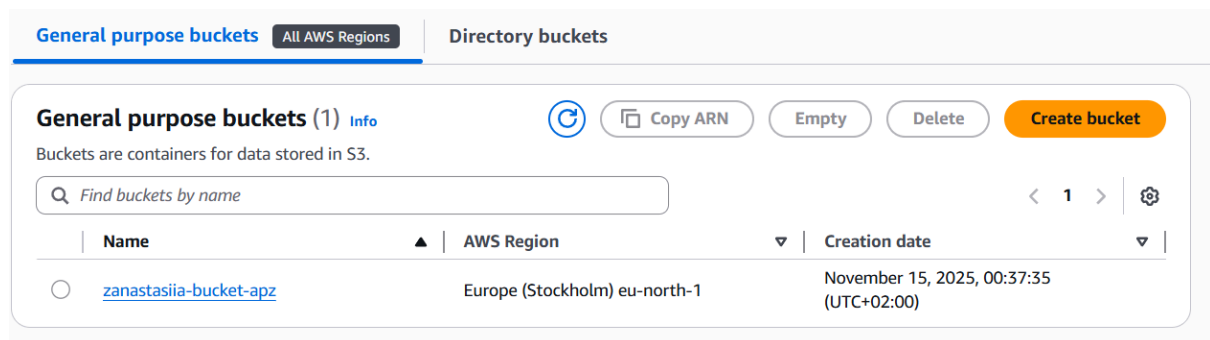 General purpose buckets All AWS Regions Directory buckets
General purpose buckets (1) Info
Copy ARN Empty Delete Create bucket
Buckets are containers for data stored in S3.
Find buckets by name
1
Name AWS Region Creation date
zanastasiia-bucket-apz Europe (Stockholm) eu-north-1 November 15, 2025, 00:37:35
(UTC+02:00)